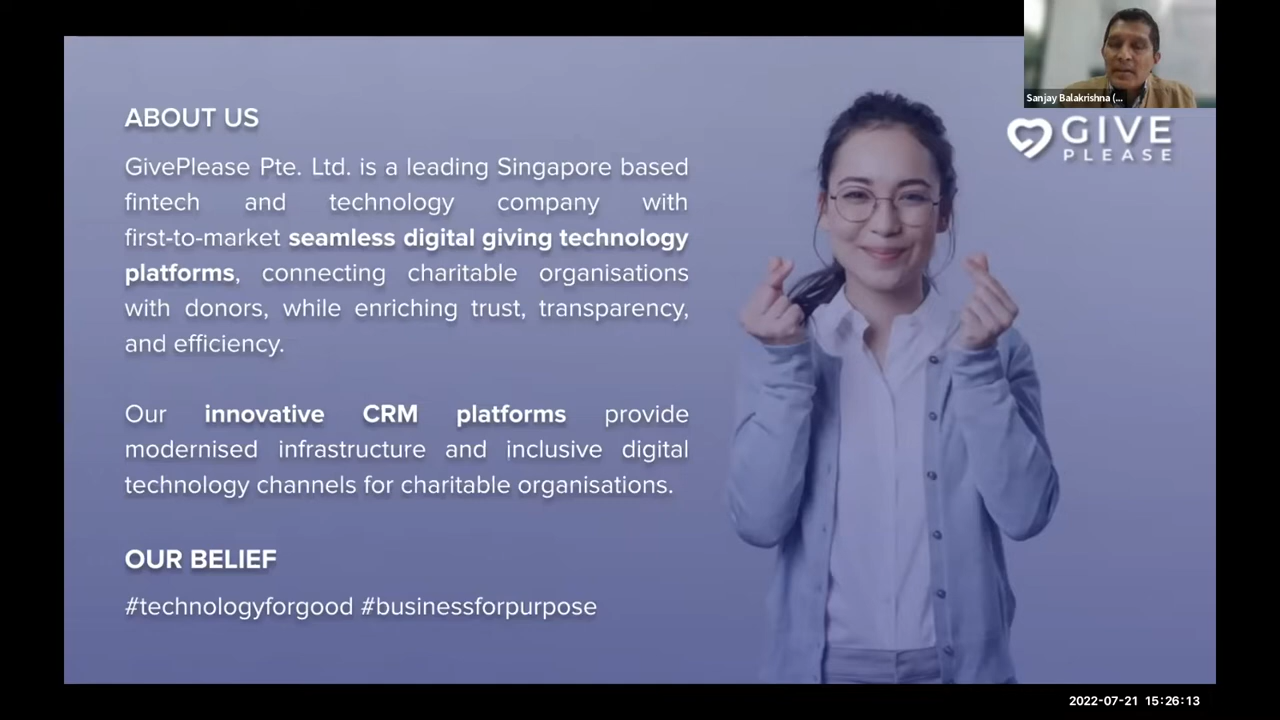 Sanjay Balakrishna (...
GIVE
PLEASE
ABOUT US
GivePlease Pte. Ltd. is a leading Singapore based
fintech and technology company with
first-to-market seamless digital giving technology
platforms, connecting charitable organisations
with donors, while enriching trust, transparency,
and efficiency.
Our innovative CRM platforms provide
modernised infrastructure and inclusive digital
technology channels for charitable organisations.
OUR BELIEF
#technologyforgood #businessforpurpose
2022-07-21 15:26:13